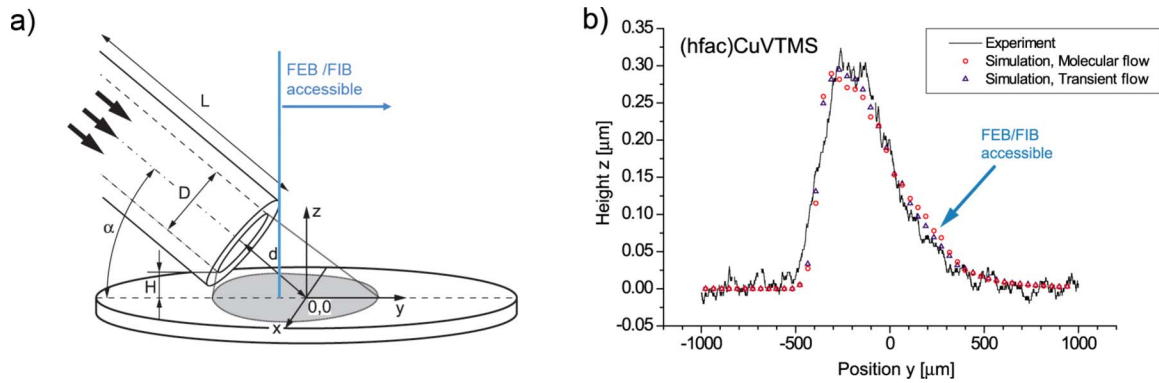 a)
FEB /FIB
accessible
L
D
α
d
H
z
y
x
0,0
b)
(hfac)CuVTMS
Experiment
Simulation, Molecular flow
Simulation, Transient flow
FEB/FIB
accessible
Height z [µm]
0.30
0.25
0.20
0.15
0.10
0.05
0.00
-0.05
-1000 -500 0 500 1000
Position y [µm]